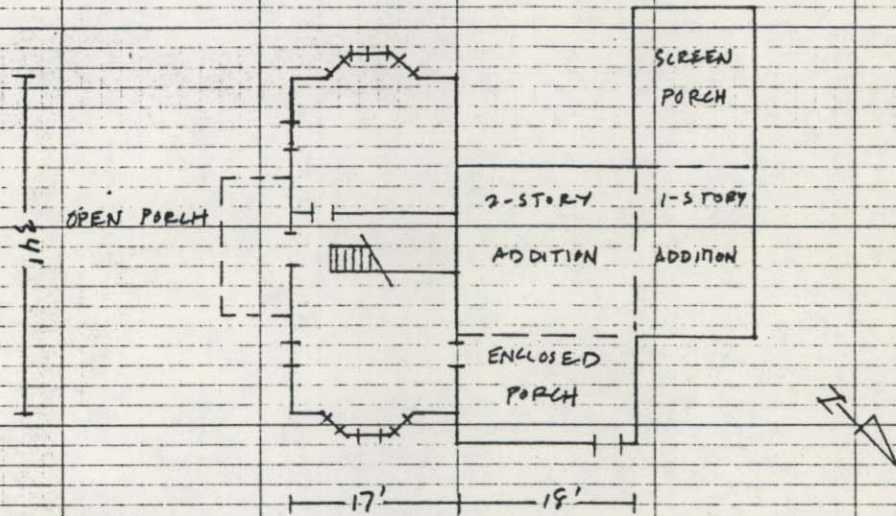 SCREEN
PORCH
34'
OPEN PORCH
2-STORY
ADDITION
1-STORY
ADDITION
ENCLOSED
PORCH
N
17'
18'